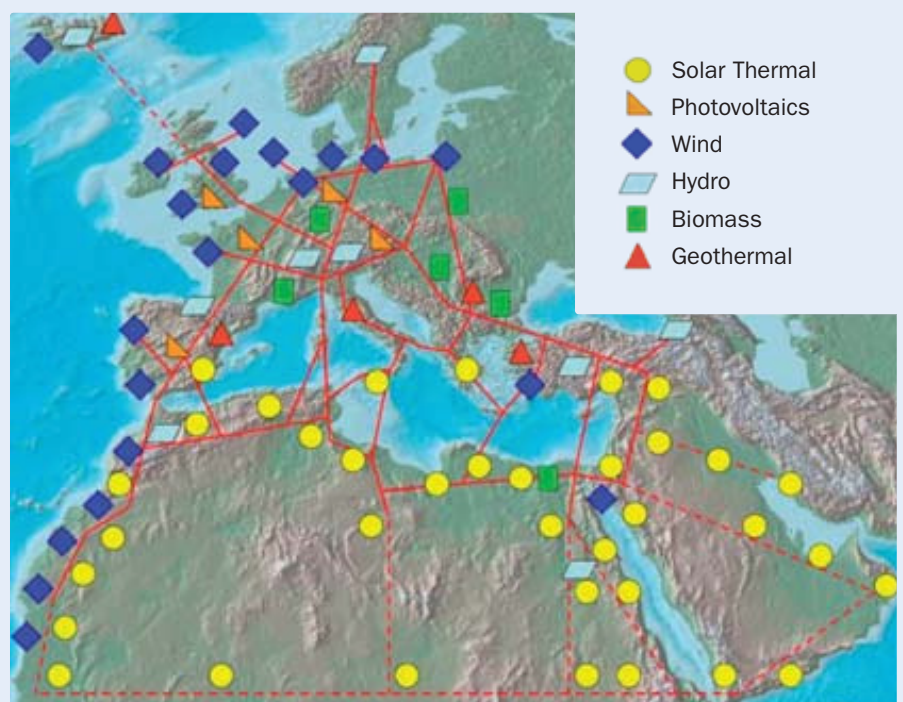 Solar Thermal
Photovoltaics
Wind
Hydro
Biomass
Geothermal